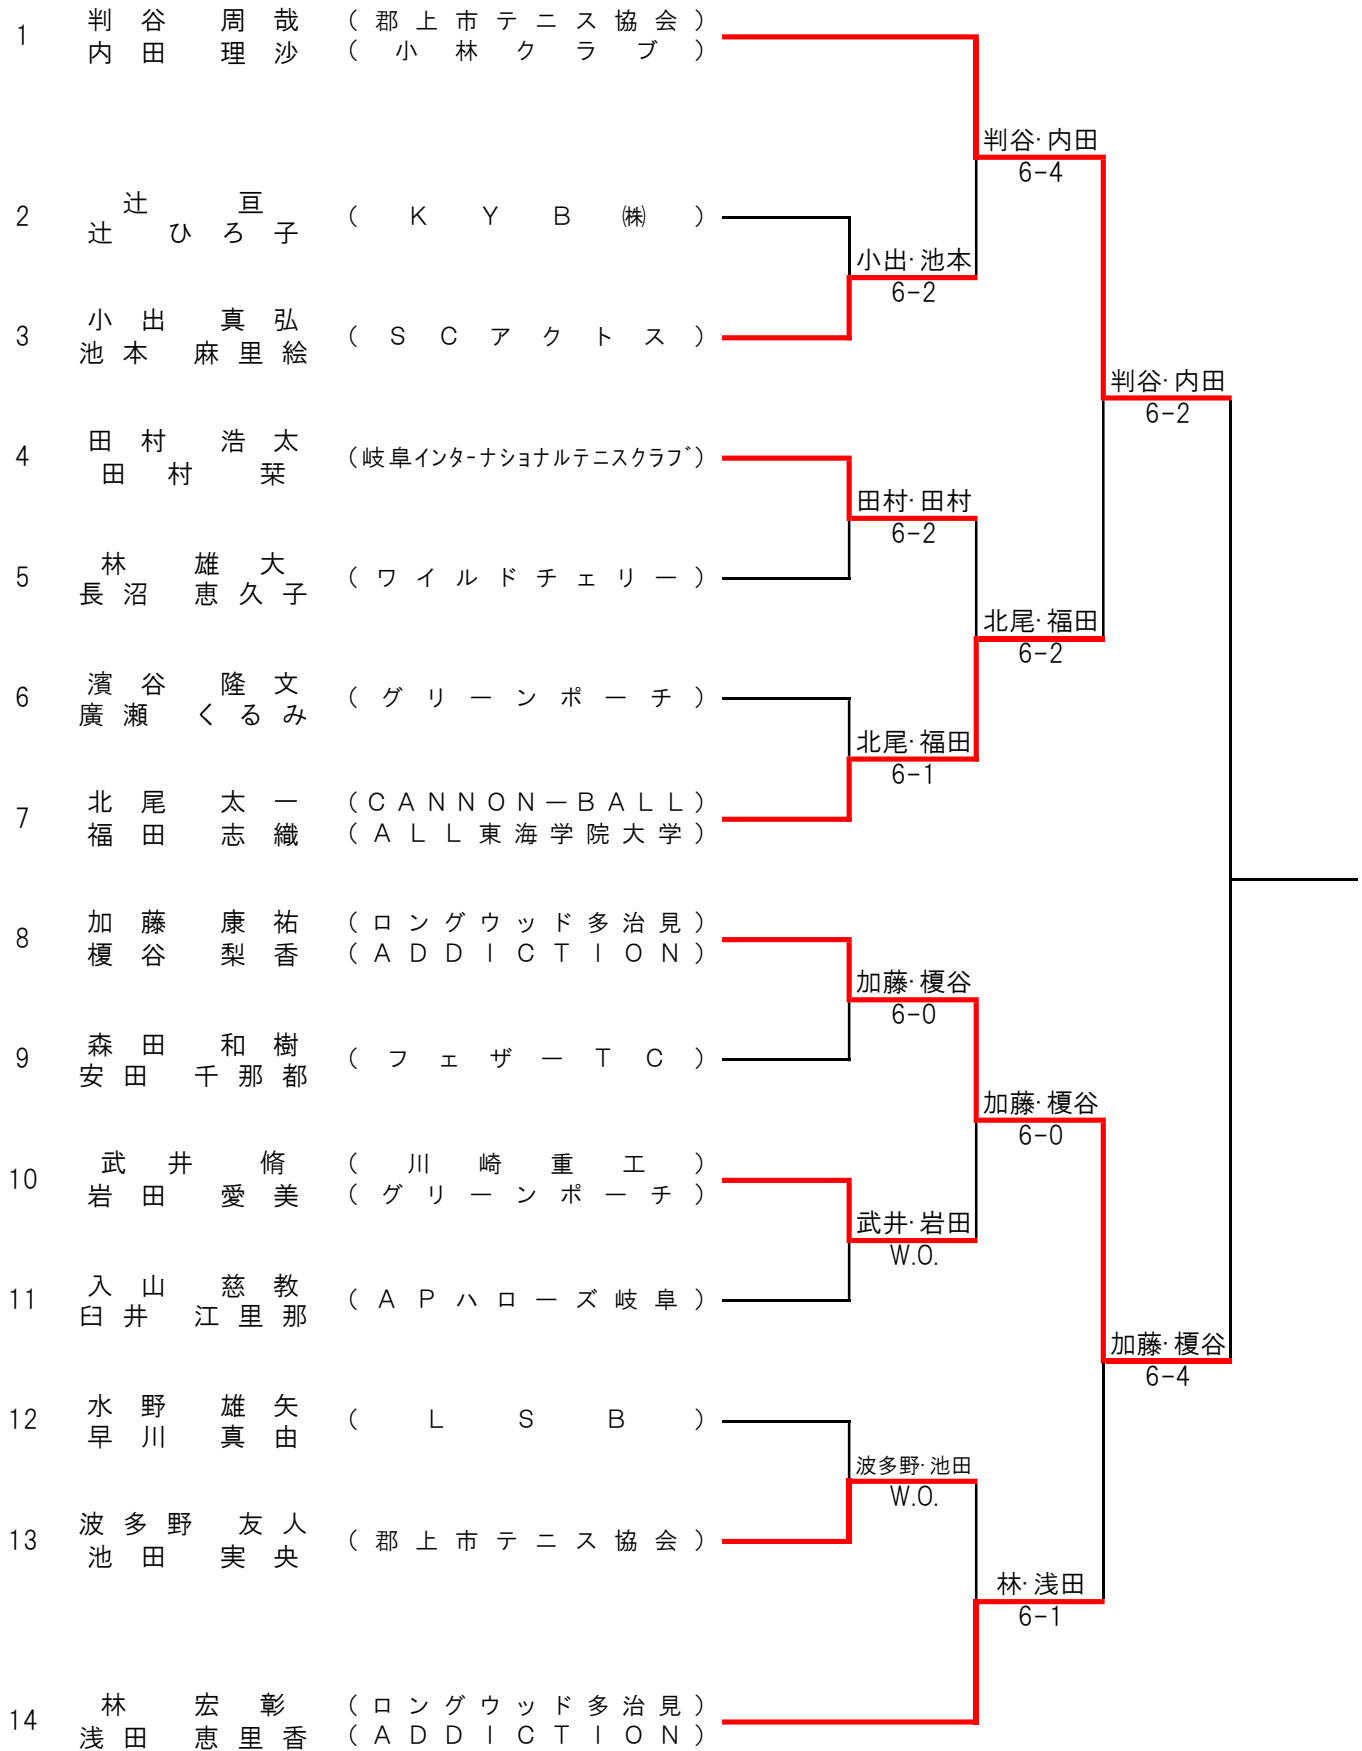 1 判谷 周哉 (郡上市テニス協会)
内田 理沙 (小林クラブ)
判谷・内田
6-4
2 辻 亘 (KYB㈱)
辻 ひろ子
小出・池本
6-2
3 小出 真弘 (SCアクトス)
池本 麻里絵
判谷・内田
6-2
4 田村 浩太 (岐阜インターナショナルテニスクラブ)
田村 栞
田村・田村
6-2
5 林 雄大 (ワイルドチェリー)
長沼 恵久子
北尾・福田
6-2
6 濱谷 隆文 (グリーンポーチ)
廣瀬 くるみ
北尾・福田
6-1
7 北尾 太一 (CANNON-BALL)
福田 志織 (ALL東海学院大学)
8 加藤 康祐 (ロングウッド多治見)
榎谷 梨香 (ADDICTION)
加藤・榎谷
6-0
9 森田 和樹 (フェザーTC)
安田 千那都
加藤・榎谷
6-0
10 武井 脩 (川崎重工)
岩田 愛美 (グリーンポーチ)
武井・岩田
W.O.
11 入山 慈教 (APハローズ岐阜)
臼井 江里那
加藤・榎谷
6-4
12 水野 雄矢 (LSB)
早川 真由
波多野・池田
W.O.
13 波多野 友人 (郡上市テニス協会)
池田 実央
林・浅田
6-1
14 林 宏彰 (ロングウッド多治見)
浅田 恵里香 (ADDICTION)